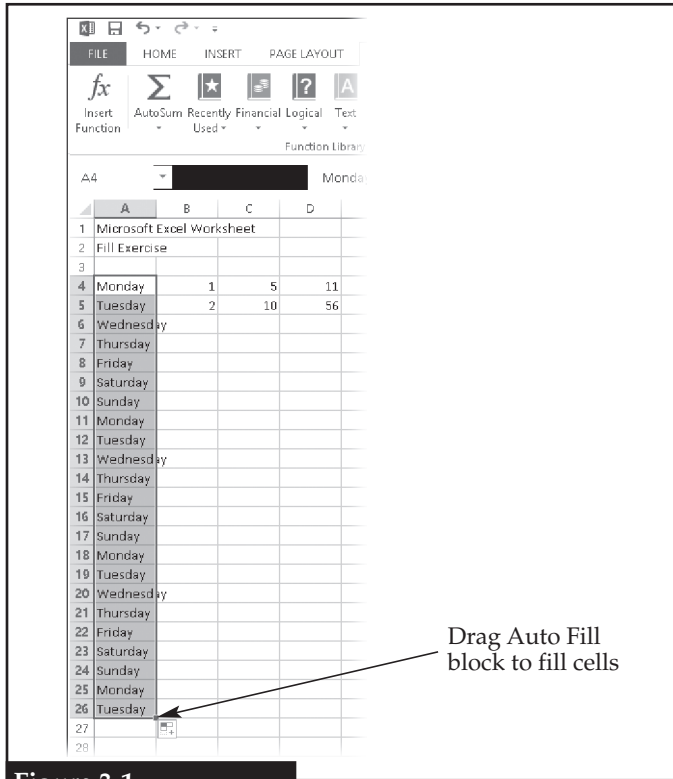 FILE HOME INSERT PAGE LAYOUT
fx Σ ? A
Insert Function AutoSum Recently Used Financial Logical Text
Function Library
A4 Monda
A B C D
1 Microsoft Excel Worksheet
2 Fill Exercise
3
4 Monday 1 5 11
5 Tuesday 2 10 56
6 Wednesday
7 Thursday
8 Friday
9 Saturday
10 Sunday
11 Monday
12 Tuesday
13 Wednesday
14 Thursday
15 Friday
16 Saturday
17 Sunday
18 Monday
19 Tuesday
20 Wednesday
21 Thursday
22 Friday
23 Saturday
24 Sunday
25 Monday
26 Tuesday
27
28
Drag Auto Fill
block to fill cells